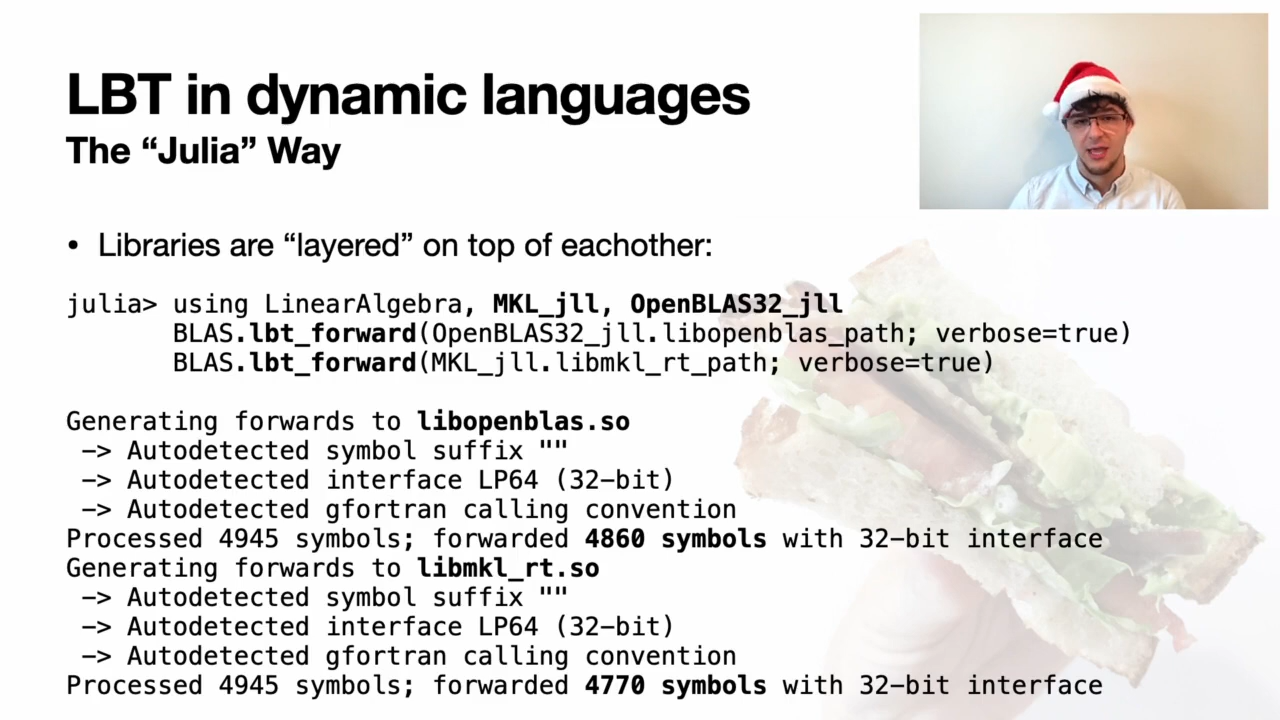 LBT in dynamic languages
The “Julia” Way
• Libraries are “layered” on top of eachother:
julia> using LinearAlgebra, MKL_jll, OpenBLAS32_jll
BLAS.lbt_forward(OpenBLAS32_jll.libopenblas_path; verbose=true)
BLAS.lbt_forward(MKL_jll.libmkl_rt_path; verbose=true)
Generating forwards to libopenblas.so
-> Autodetected symbol suffix ""
-> Autodetected interface LP64 (32-bit)
-> Autodetected gfortran calling convention
Processed 4945 symbols; forwarded 4860 symbols with 32-bit interface
Generating forwards to libmkl_rt.so
-> Autodetected symbol suffix ""
-> Autodetected interface LP64 (32-bit)
-> Autodetected gfortran calling convention
Processed 4945 symbols; forwarded 4770 symbols with 32-bit interface